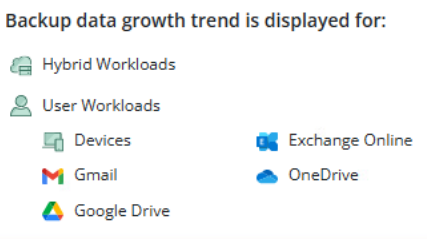 Backup data growth trend is displayed for:
Hybrid Workloads
User Workloads
Devices
Exchange Online
Gmail
OneDrive
Google Drive